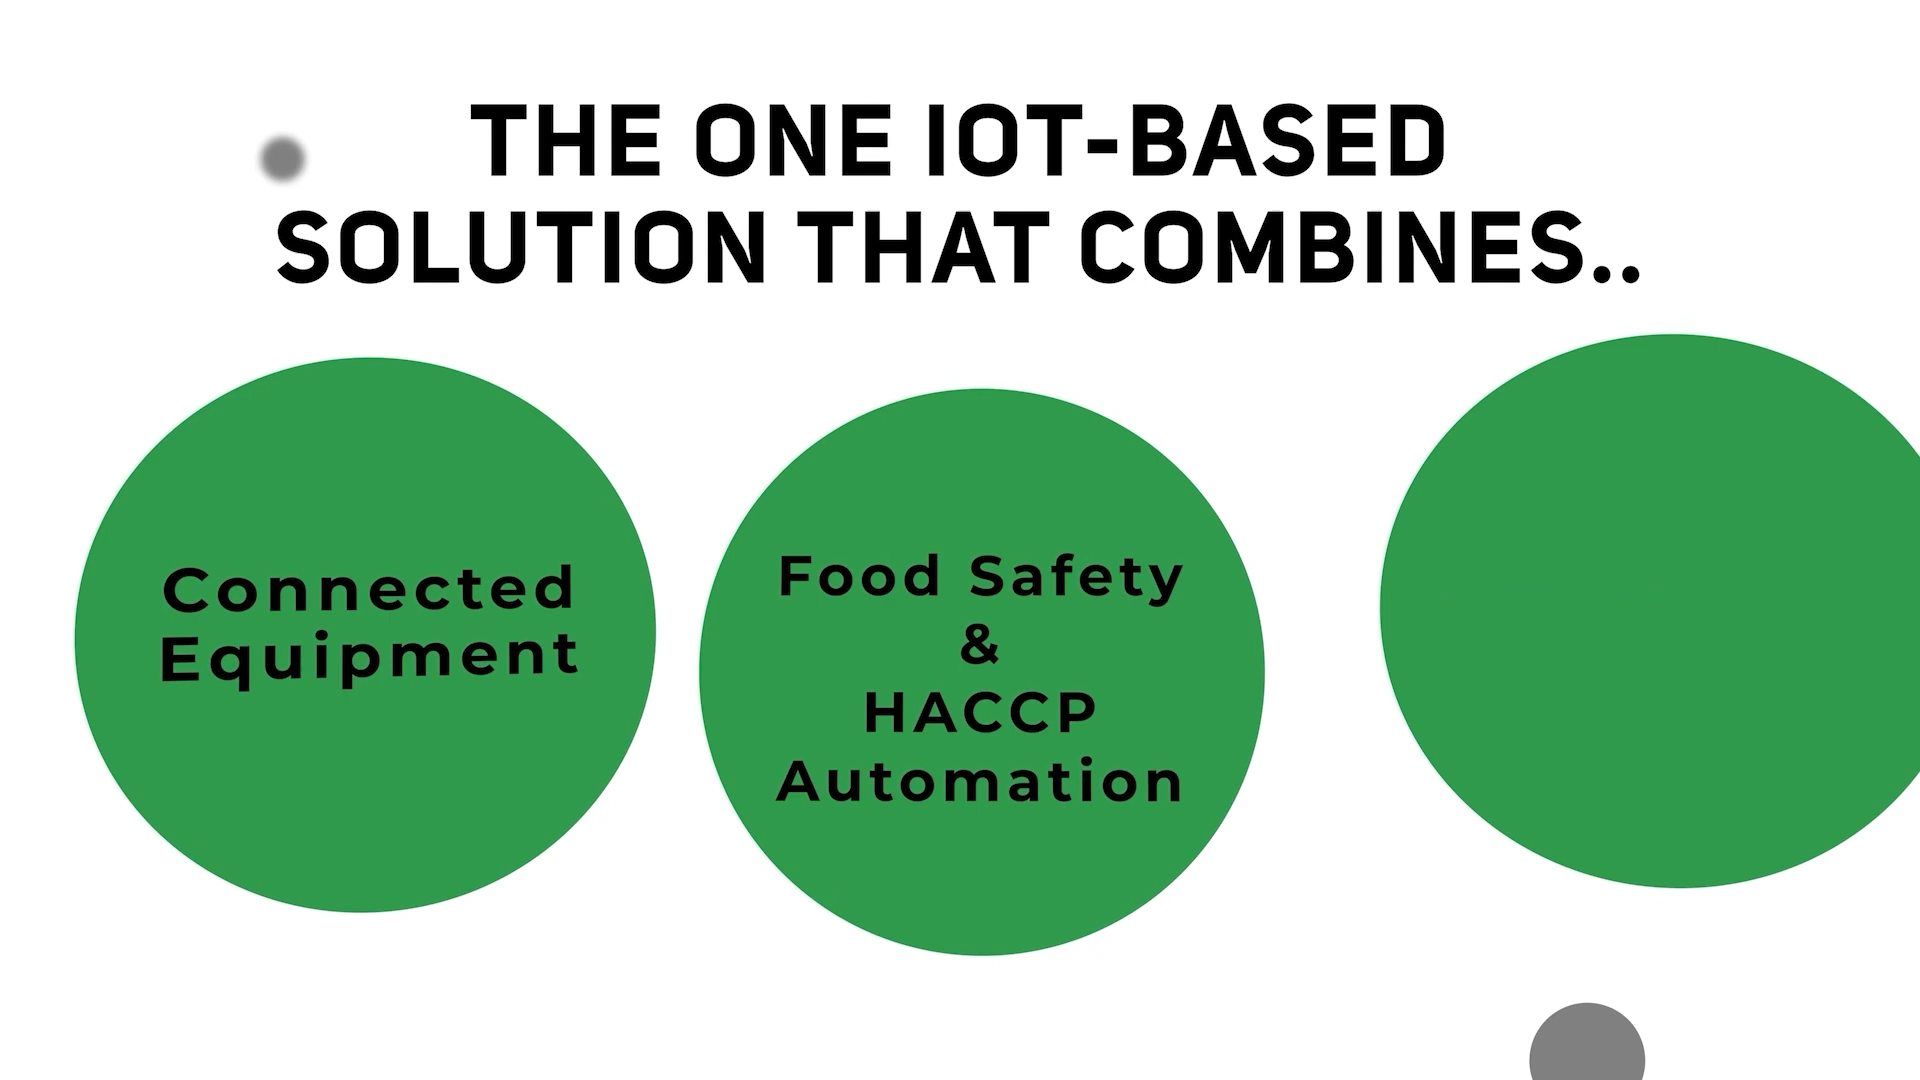 THE ONE IOT-BASED
SOLUTION THAT COMBINES..
Connected
Equipment
Food Safety
&
HACCP
Automation